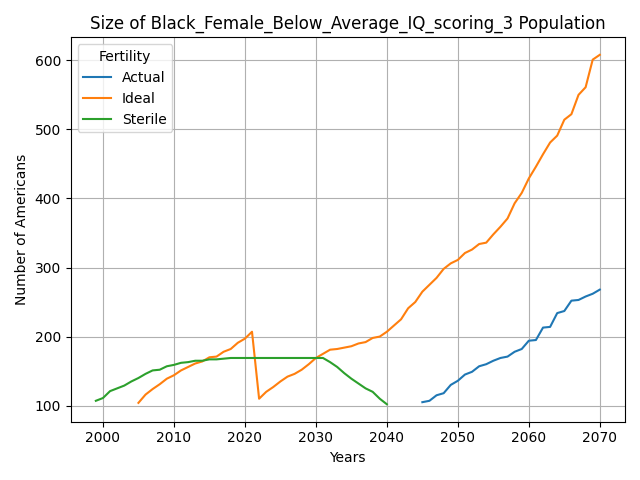 Size of Black_Female_Below_Average_IQ_scoring_3 Population
Fertility
Actual
Ideal
Sterile
Number of Americans
600
500
400
300
200
100
2000 2010 2020 2030 2040 2050 2060 2070
Years